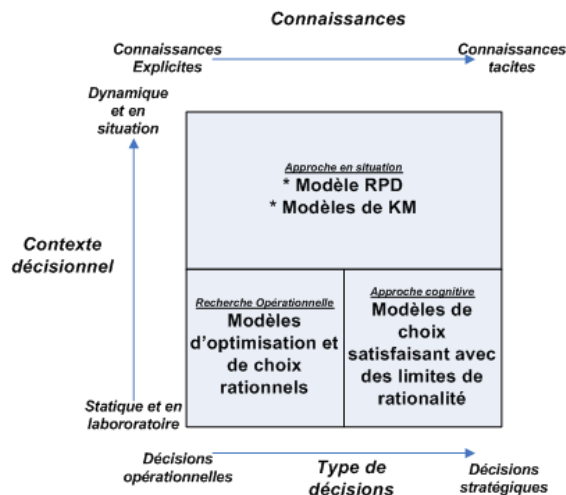 Connaissances
Connaissances
Explicites
Connaissances
tacites
Dynamique
et en
situation
Approche en situation
* Modèle RPD
* Modèles de KM
Contexte
décisionnel
Recherche Opérationnelle
Modèles
d'optimisation et
de choix
rationnels
Approche cognitive
Modèles de
choix
satisfaisant avec
des limites de
rationalité
Statique et en
labororatoire
Décisions
opérationnelles
Type de
décisions
Décisions
stratégiques